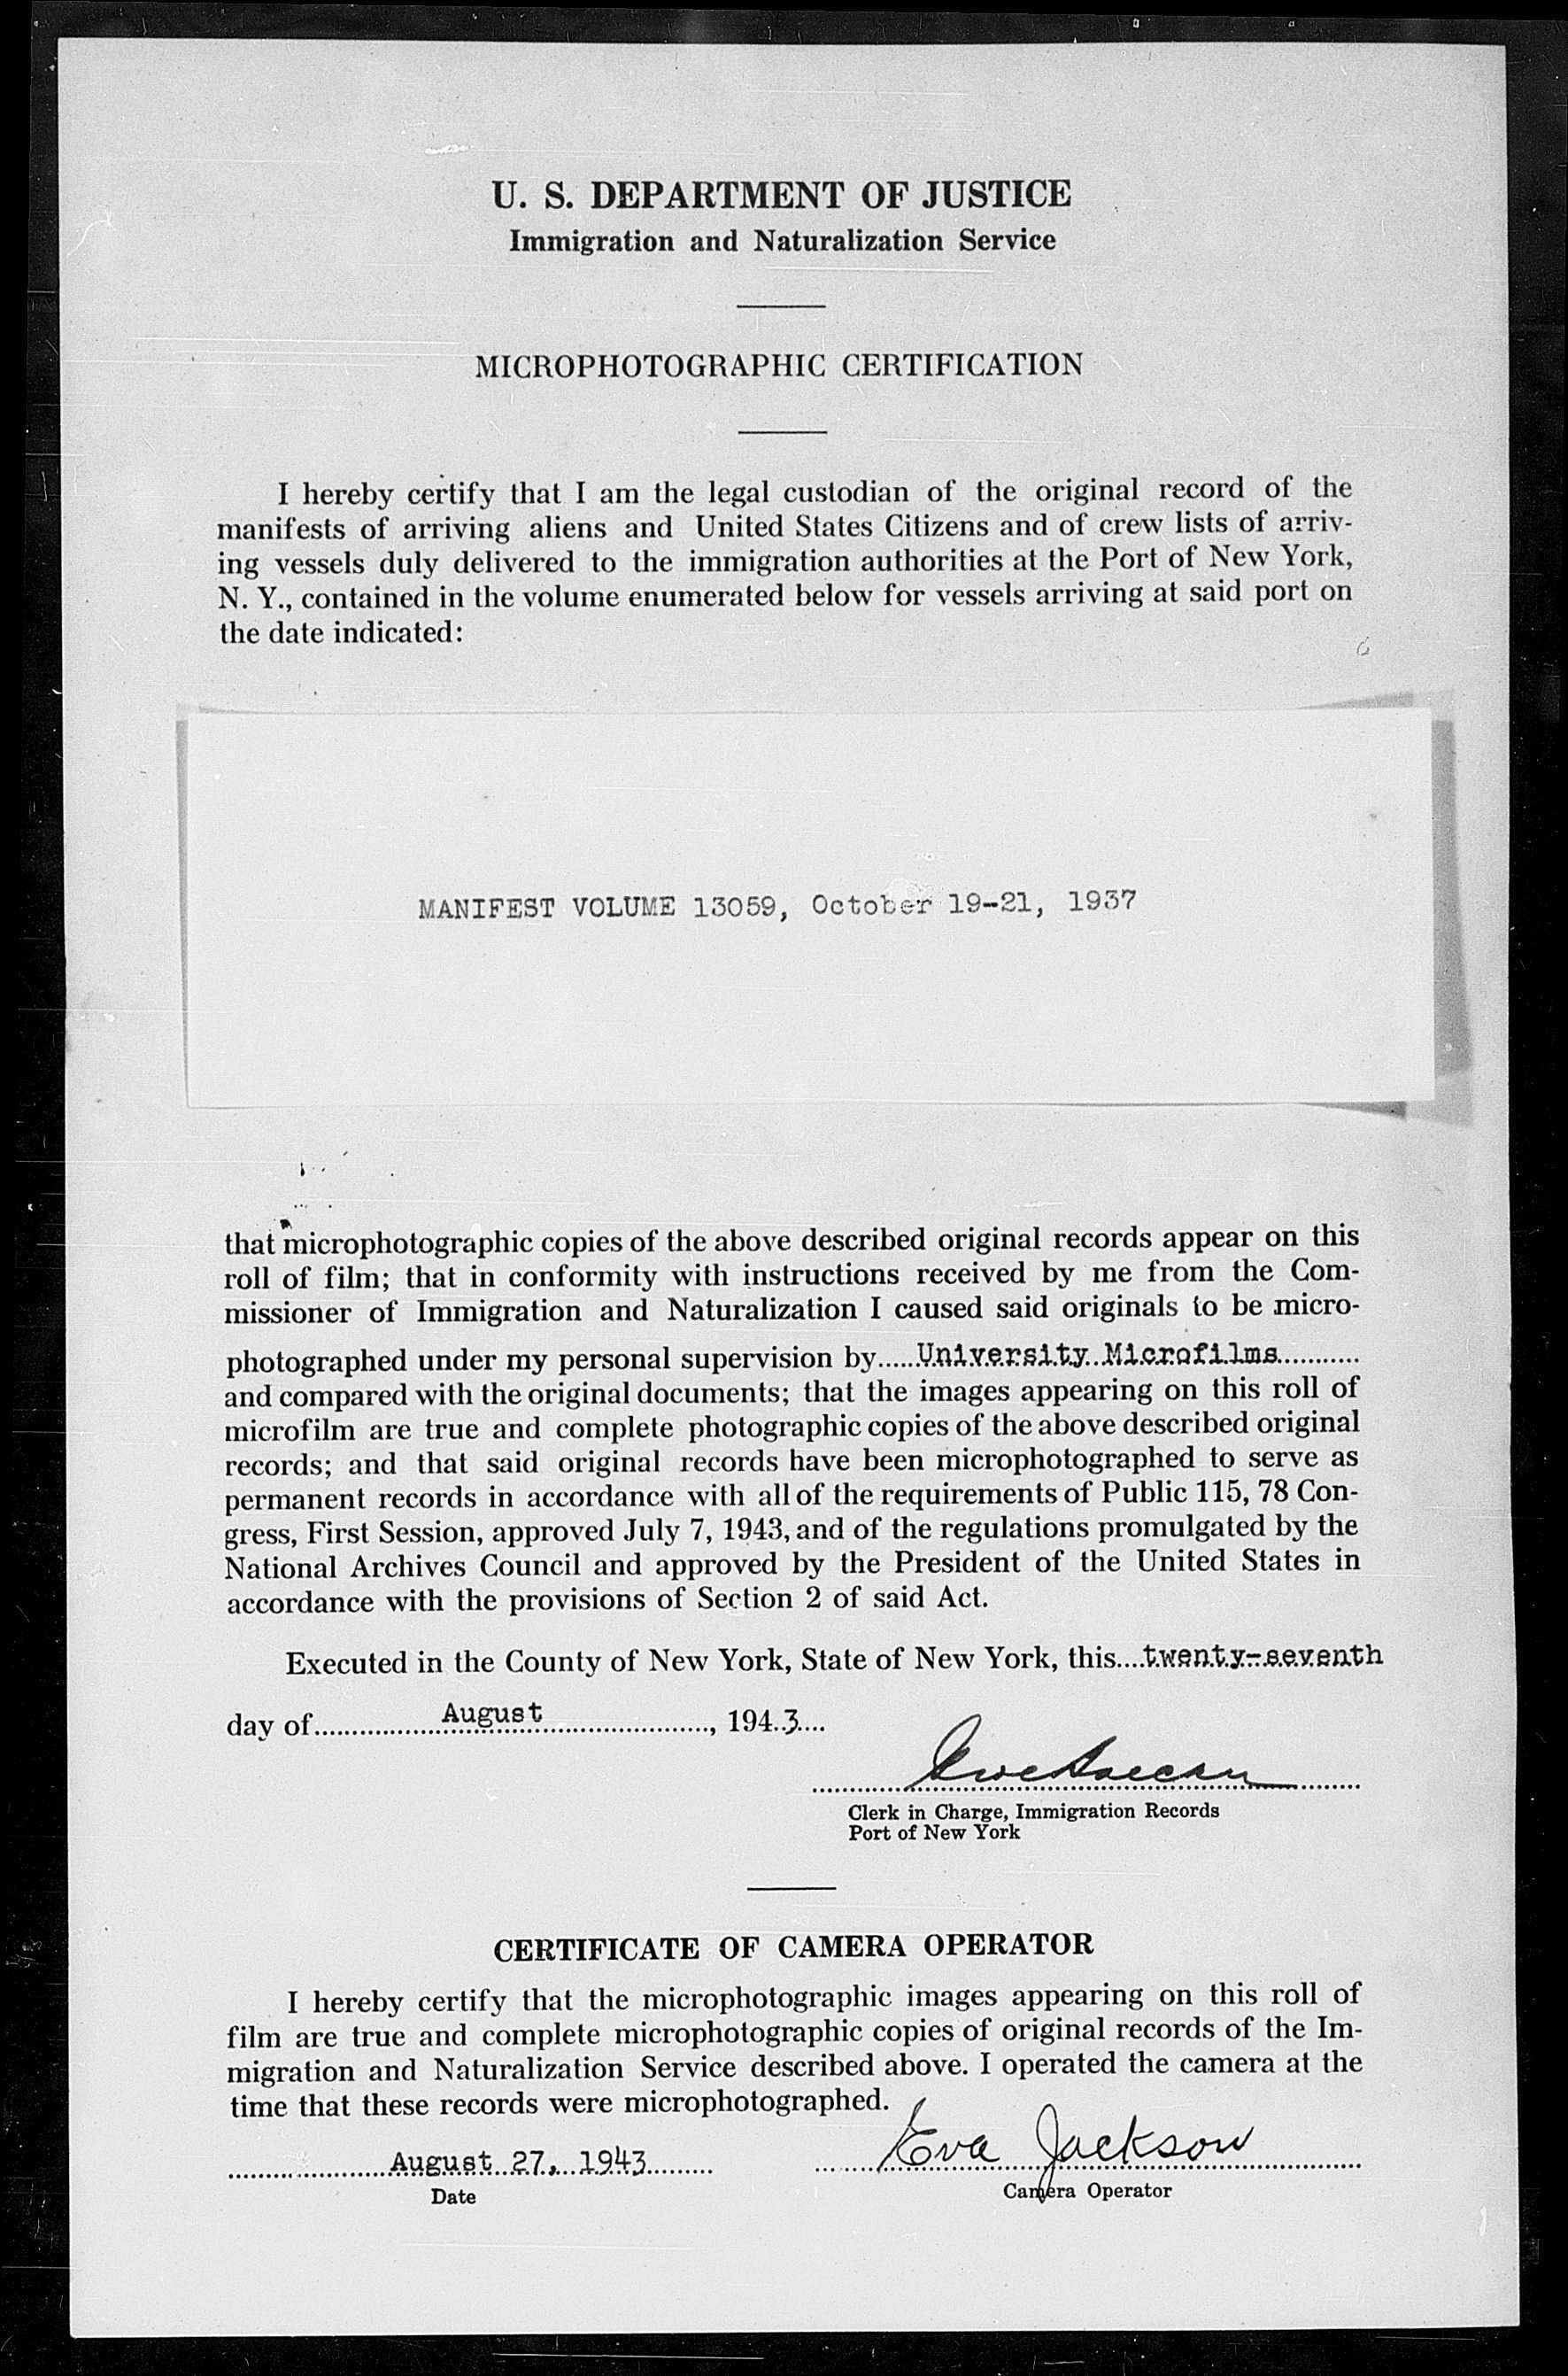 U. S. DEPARTMENT OF JUSTICE
Immigration and Naturalization Service
MICROPHOTOGRAPHIC CERTIFICATION
I hereby certify that I am the legal custodian of the original record of the
manifests of arriving aliens and United States Citizens and of crew lists of arriv-
ing vessels duly delivered to the immigration authorities at the Port of New York,
N. Y., contained in the volume enumerated below for vessels arriving at said port on
the date indicated:
MANIFEST VOLUME 13059, October 19-21, 1937
that microphotographic copies of the above described original records appear on this
roll of film; that in conformity with instructions received by me from the Com-
missioner of Immigration and Naturalization I caused said originals to be micro-
photographed under my personal supervision by.....University Microfilms...........
and compared with the original documents; that the images appearing on this roll of
microfilm are true and complete photographic copies of the above described original
records; and that said original records have been microphotographed to serve as
permanent records in accordance with all of the requirements of Public 115, 78 Con-
gress, First Session, approved July 7, 1943, and of the regulations promulgated by the
National Archives Council and approved by the President of the United States in
accordance with the provisions of Section 2 of said Act.
Executed in the County of New York, State of New York, this....twenty-seventh
day of..................August........................, 194..3....
Clerk in Charge, Immigration Records
Port of New York
CERTIFICATE OF CAMERA OPERATOR
I hereby certify that the microphotographic images appearing on this roll of
film are true and complete microphotographic copies of original records of the Im-
migration and Naturalization Service described above. I operated the camera at the
time that these records were microphotographed.
August 27, 1943 Eva Jackson
Date Camera Operator